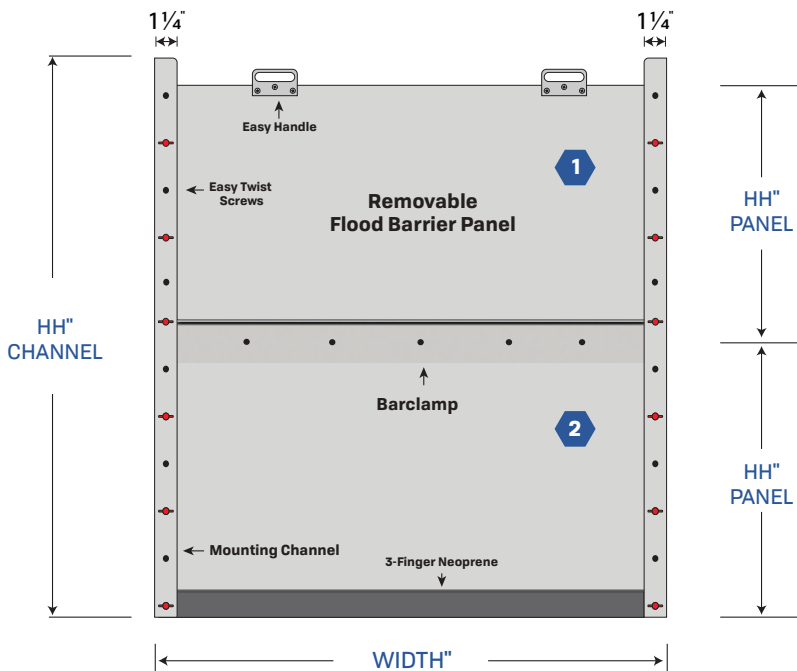 1¼"
1¼"
Easy Handle
1
Easy Twist
Screws
Removable
Flood Barrier Panel
HH"
PANEL
HH"
CHANNEL
Barclamp
2
HH"
PANEL
Mounting Channel
3-Finger Neoprene
WIDTH"